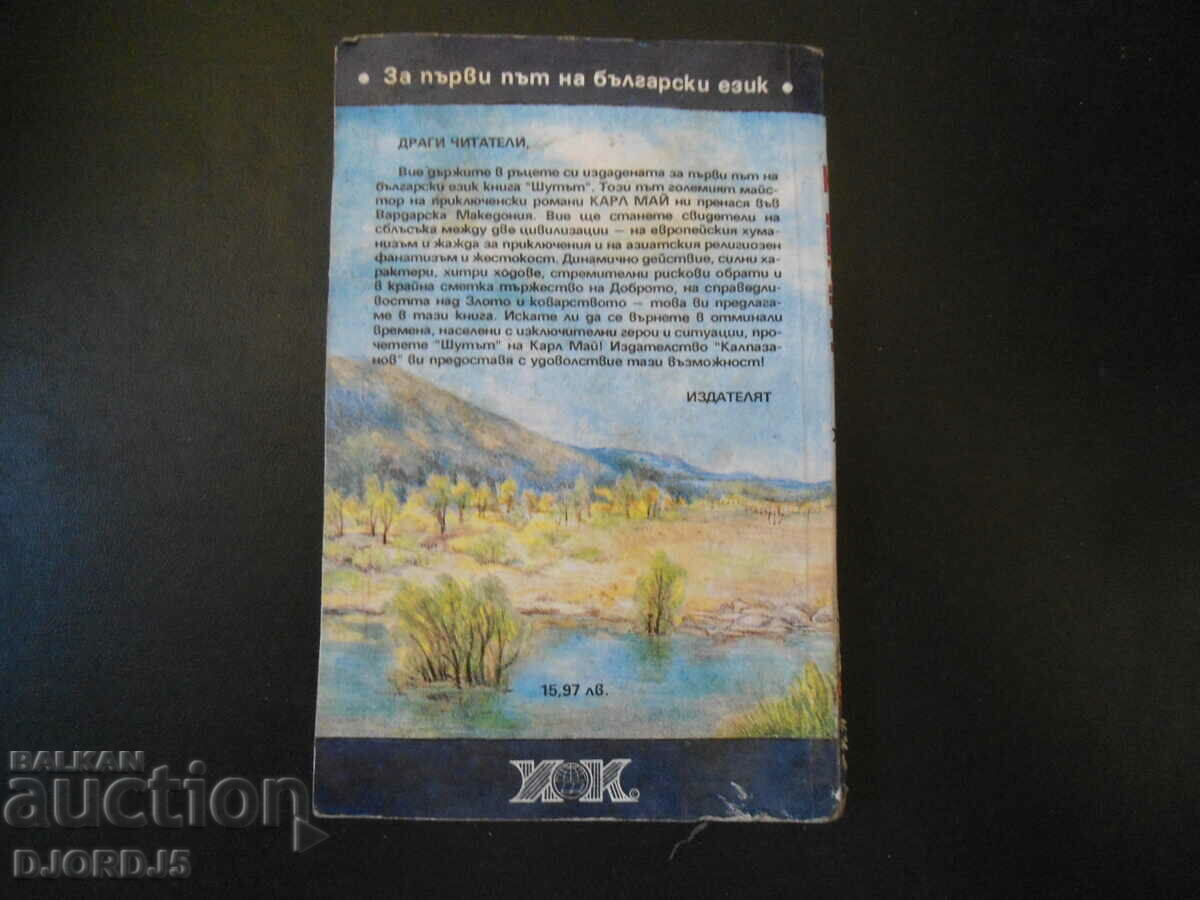 • За първи път на български език •
ДРАГИ ЧИТАТЕЛИ,
Вие държите в ръцете си издадената за първи път на
български език книга "Шутът". Този път големият майс-
тор на приключенски романи КАРЛ МАЙ ни пренася във
Вардарска Македония. Вие ще станете свидетели на
сблъсъка между две цивилизации – на европейския хума-
низъм и жажда за приключения и на азиатския религиозен
фанатизъм и жестокост. Динамично действие, силни ха-
рактери, хитри ходове, стремителни рискови обрати и
в крайна сметка тържество на Доброто, на справедли-
востта над Злото и коварството – това ви предлага-
ме в тази книга. Искате ли да се върнете в отминали
времена, населени с изключителни герои и ситуации, про-
четете "Шутът" на Карл Май! Издателство "Калпаза-
нов" ви предоставя с удоволствие тази възможност!
ИЗДАТЕЛЯТ
15,97 лв.
ИК ©
BALKAN
auction
DJORDJ5